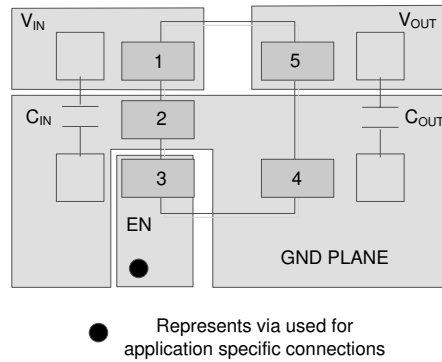 VIN
VOUT
1
5
CIN
2
COUT
3
4
EN
GND PLANE
Represents via used for
application specific connections